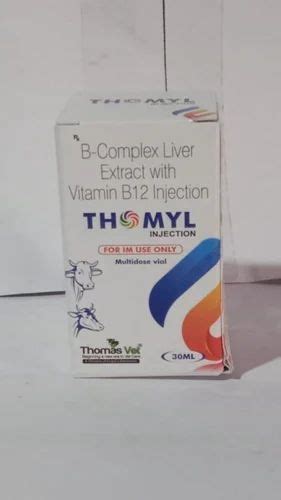 THOMYL
Rx
B-Complex Liver
Extract with
Vitamin B12 Injection
THOMYL
INJECTION
FOR IM USE ONLY
Multidose vial
Thomas Vet
30ML